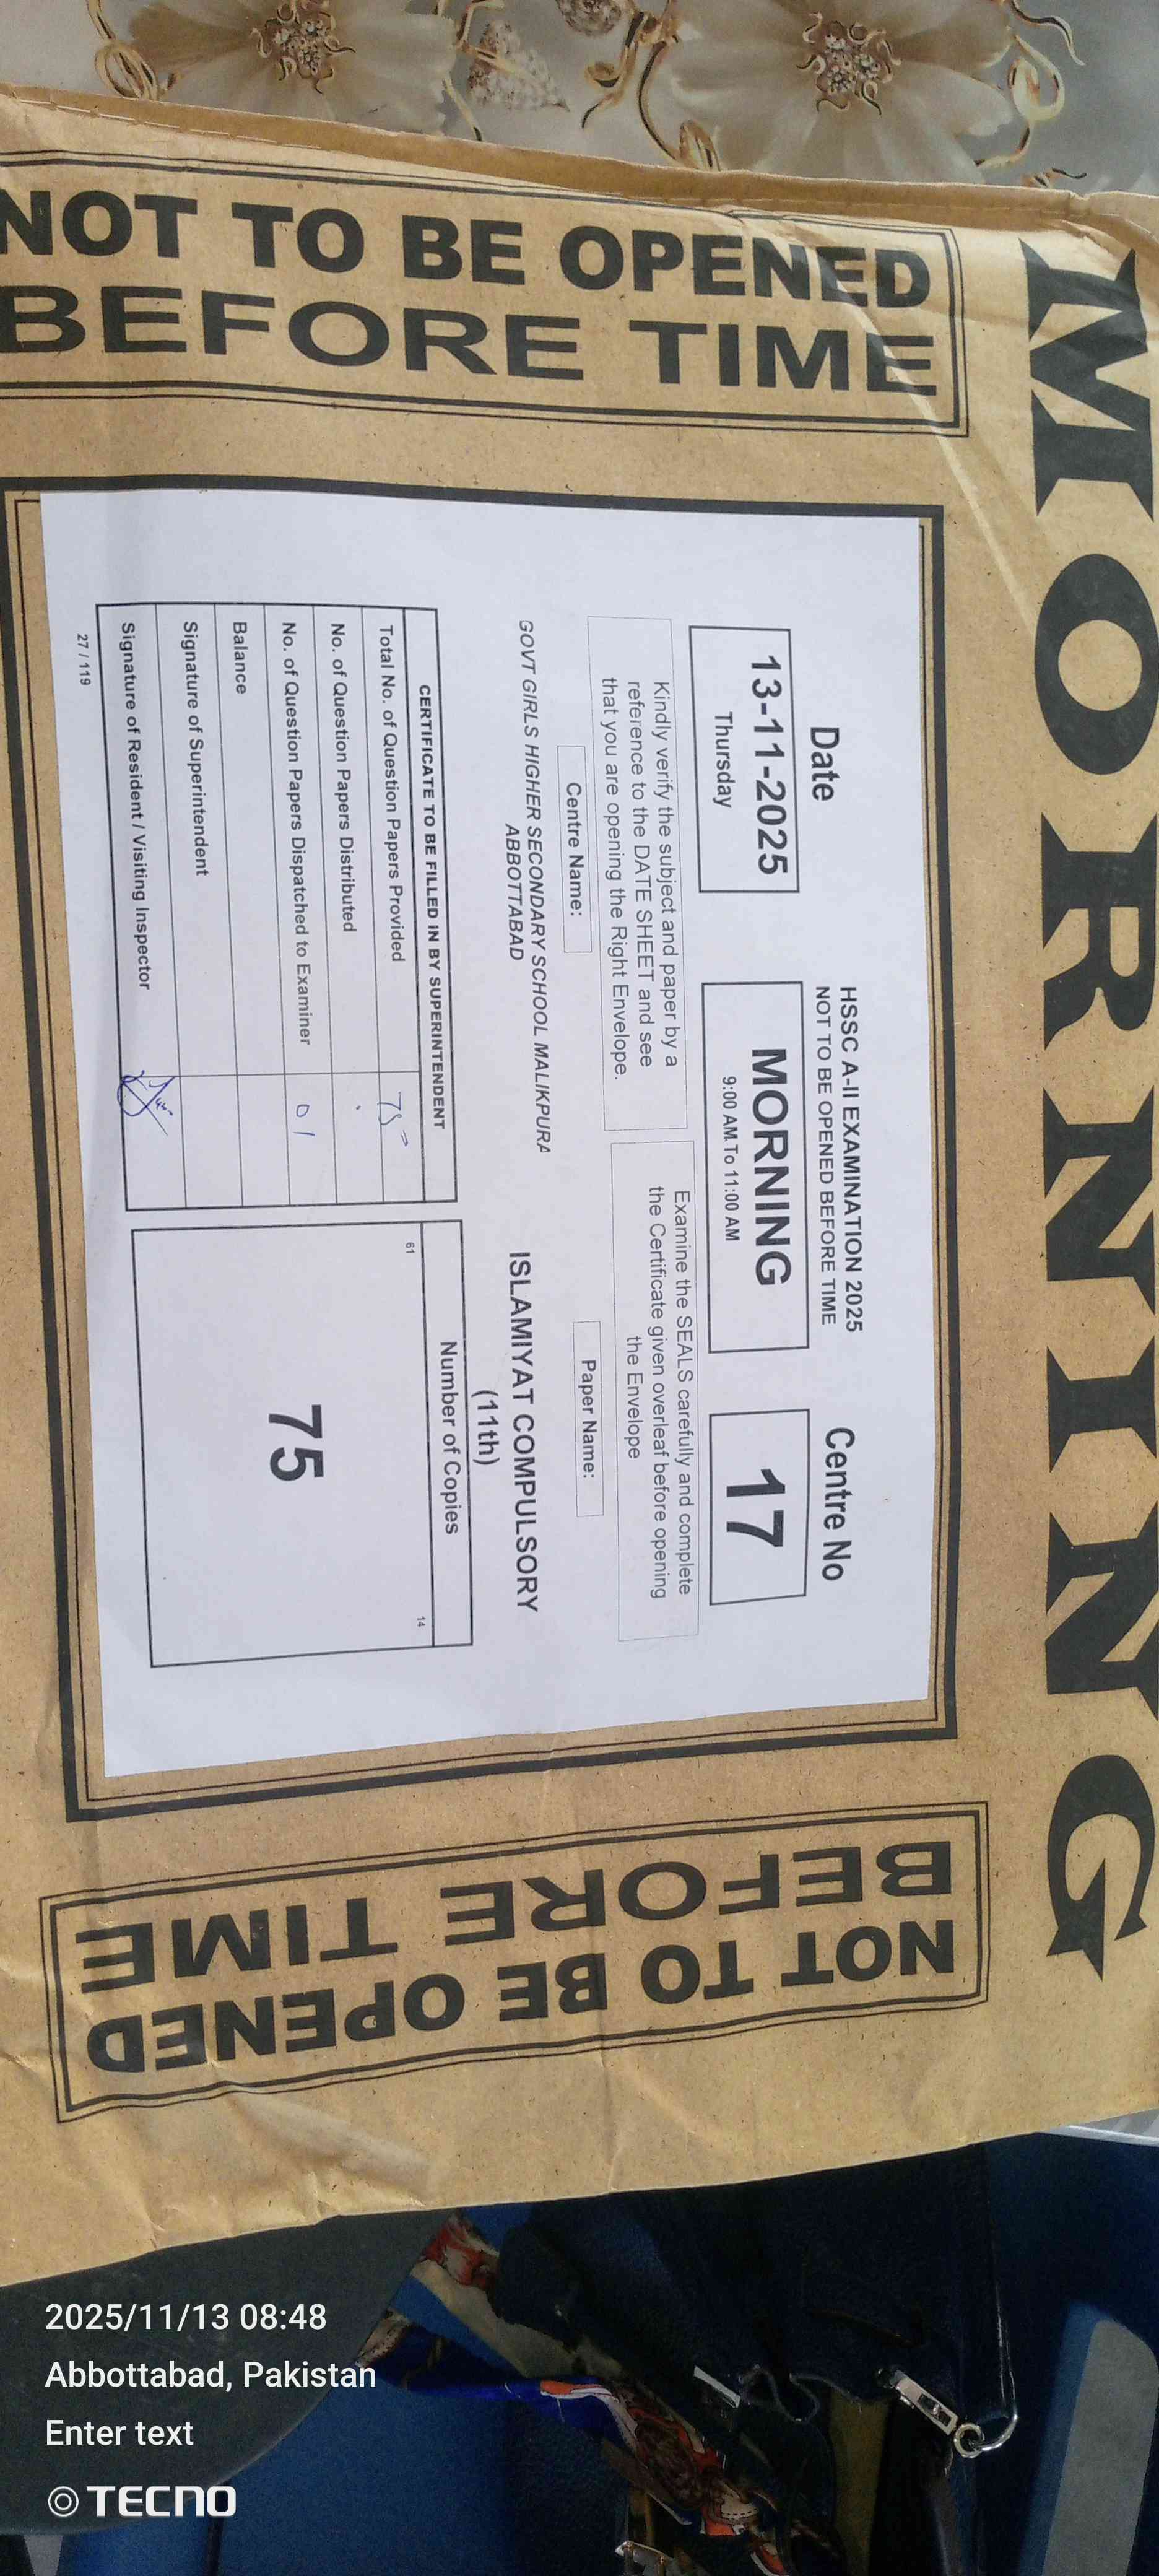 MORNING
NOT TO BE OPENED
BEFORE TIME
Date
13-11-2025
Thursday
HSSC A-II EXAMINATION 2025
NOT TO BE OPENED BEFORE TIME
MORNING
9:00 AM.To 11:00 AM
Centre No
17
Kindly verify the subject and paper by a
reference to the DATE SHEET and see
that you are opening the Right Envelope.
Examine the SEALS carefully and complete
the Certificate given overleaf before opening
the Envelope
Centre Name:
GOVT GIRLS HIGHER SECONDARY SCHOOL MALIKPURA
ABBOTTABAD
Paper Name:
ISLAMIYAT COMPULSORY
(11th)
CERTIFICATE TO BE FILLED IN BY SUPERINTENDENT
Total No. of Question Papers Provided 75
No. of Question Papers Distributed
No. of Question Papers Dispatched to Examiner 01
Balance
Signature of Superintendent
Signature of Resident / Visiting Inspector
27 / 119
Number of Copies
61
14
75
NOT TO BE OPENED
BEFORE TIME
2025/11/13 08:48
Abbottabad, Pakistan
Enter text
TECNO